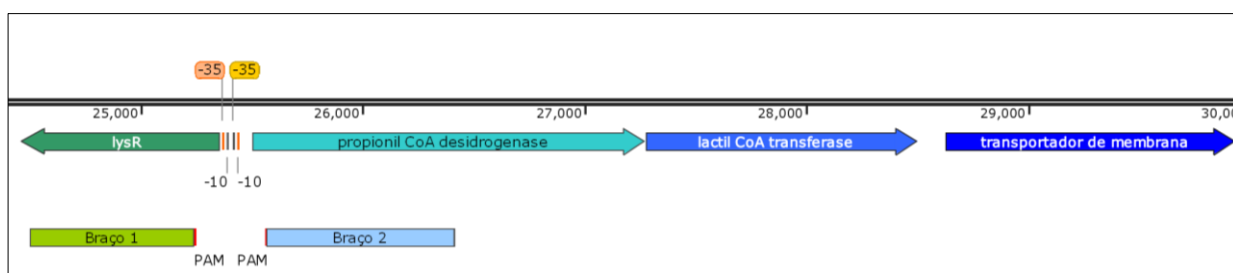 -35 -35
25,000 26,000 27,000 28,000 29,000 30,00
lysR propionil CoA desidrogenase lactil CoA transferase transportador de membrana
-10 -10
Braço 1 Braço 2
PAM PAM